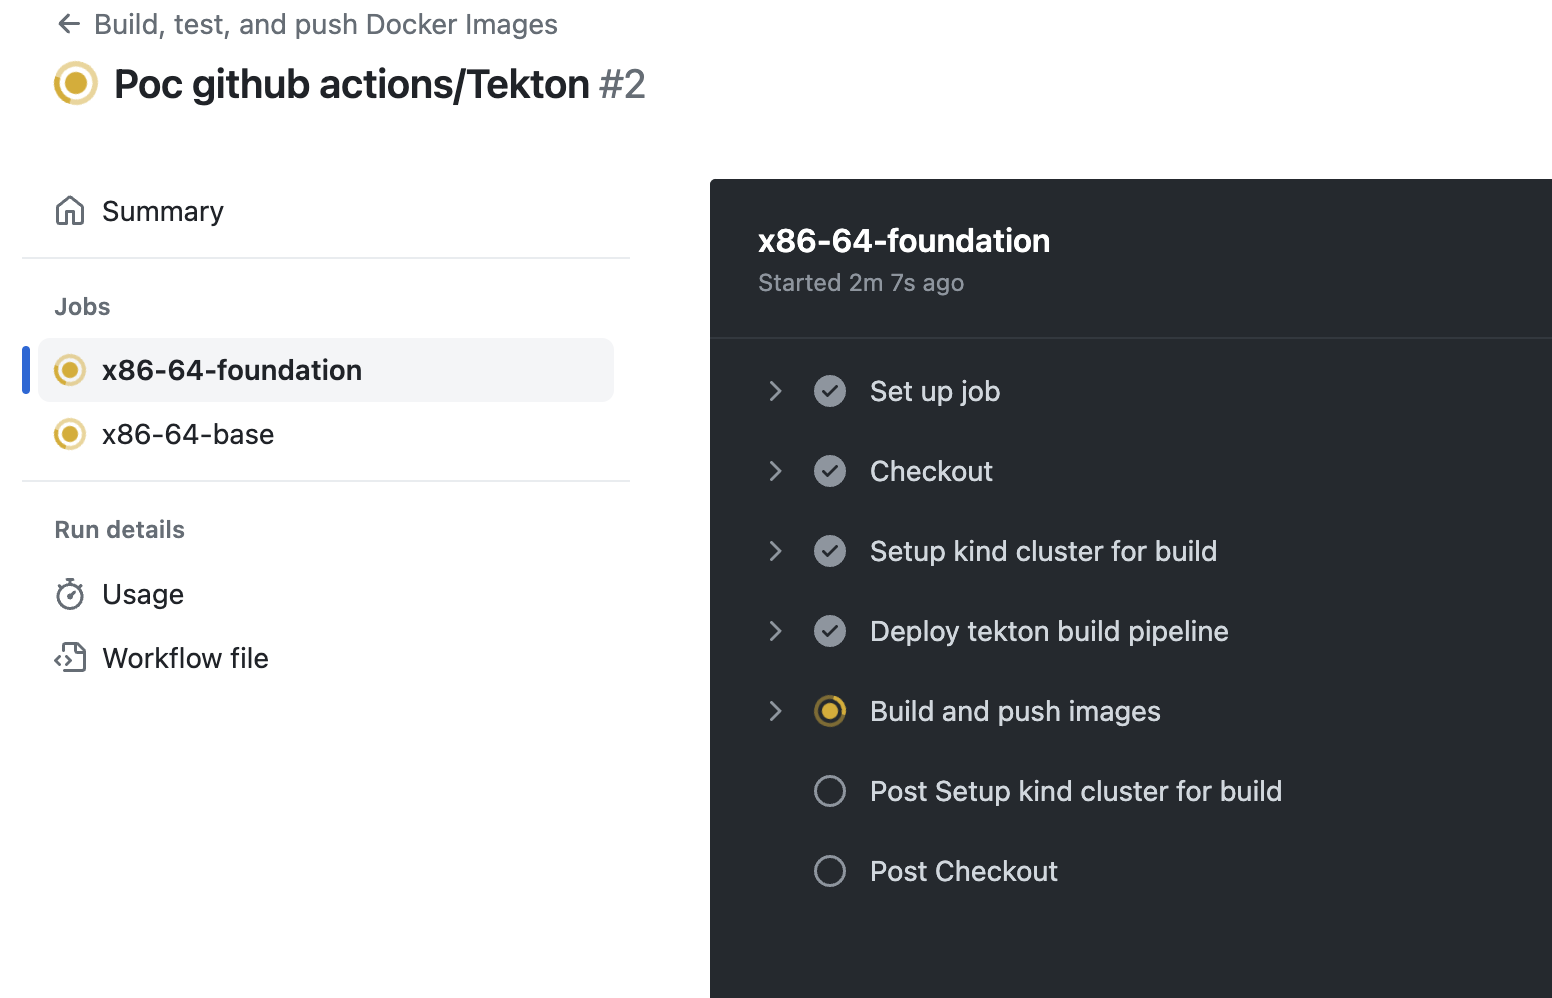 Build, test, and push Docker Images
Poc github actions/Tekton #2
Summary
Jobs
x86-64-foundation
x86-64-base
Run details
Usage
Workflow file
x86-64-foundation
Started 2m 7s ago
Set up job
Checkout
Setup kind cluster for build
Deploy tekton build pipeline
Build and push images
Post Setup kind cluster for build
Post Checkout